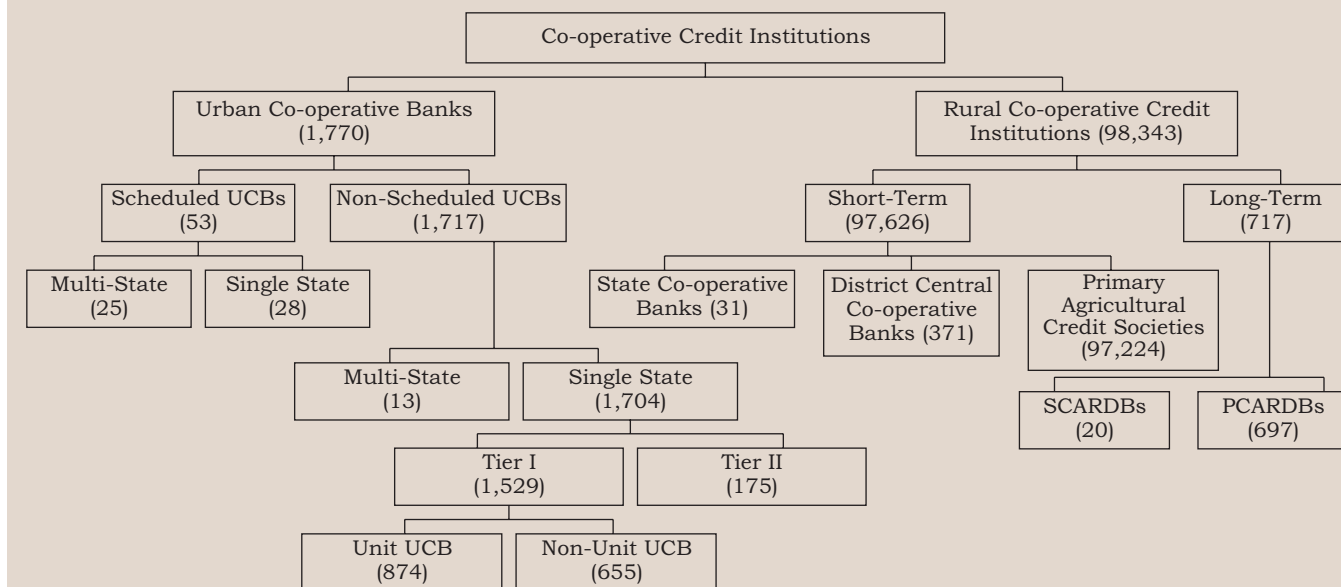 Co-operative Credit Institutions
Urban Co-operative Banks
(1,770)
Rural Co-operative Credit
Institutions (98,343)
Scheduled UCBs
(53)
Non-Scheduled UCBs
(1,717)
Short-Term
(97,626)
Long-Term
(717)
Multi-State
(25)
Single State
(28)
State Co-operative
Banks (31)
District Central
Co-operative
Banks (371)
Primary
Agricultural
Credit Societies
(97,224)
Multi-State
(13)
Single State
(1,704)
SCARDBs
(20)
PCARDBs
(697)
Tier I
(1,529)
Tier II
(175)
Unit UCB
(874)
Non-Unit UCB
(655)